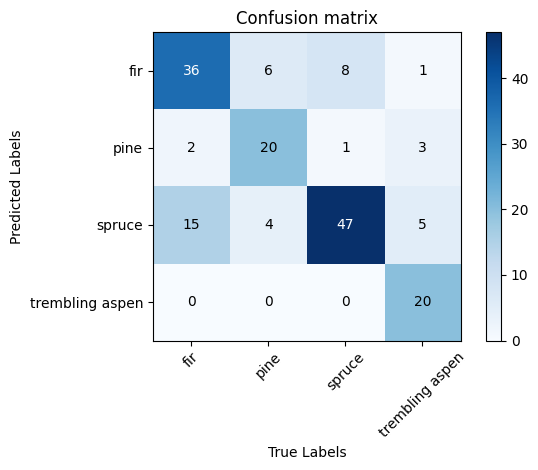 Confusion matrix
fir 36 6 8 1
pine 2 20 1 3
spruce 15 4 47 5
trembling aspen 0 0 0 20
fir pine spruce trembling aspen
True Labels
Predicted Labels
40
30
20
10
0